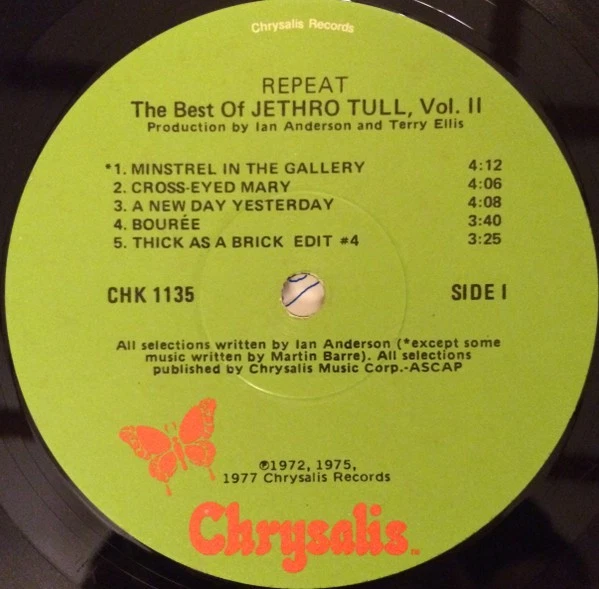 Chrysalis Records
REPEAT
The Best Of JETHRO TULL, Vol. II
Production by Ian Anderson and Terry Ellis
*1. MINSTREL IN THE GALLERY 4:12
2. CROSS-EYED MARY 4:06
3. A NEW DAY YESTERDAY 4:08
4. BOURÉE 3:40
5. THICK AS A BRICK EDIT #4 3:25
CHK 1135 SIDE I
All selections written by Ian Anderson (*except some
music written by Martin Barre). All selections
published by Chrysalis Music Corp.-ASCAP
℗1972, 1975,
1977 Chrysalis Records
Chrysalis™